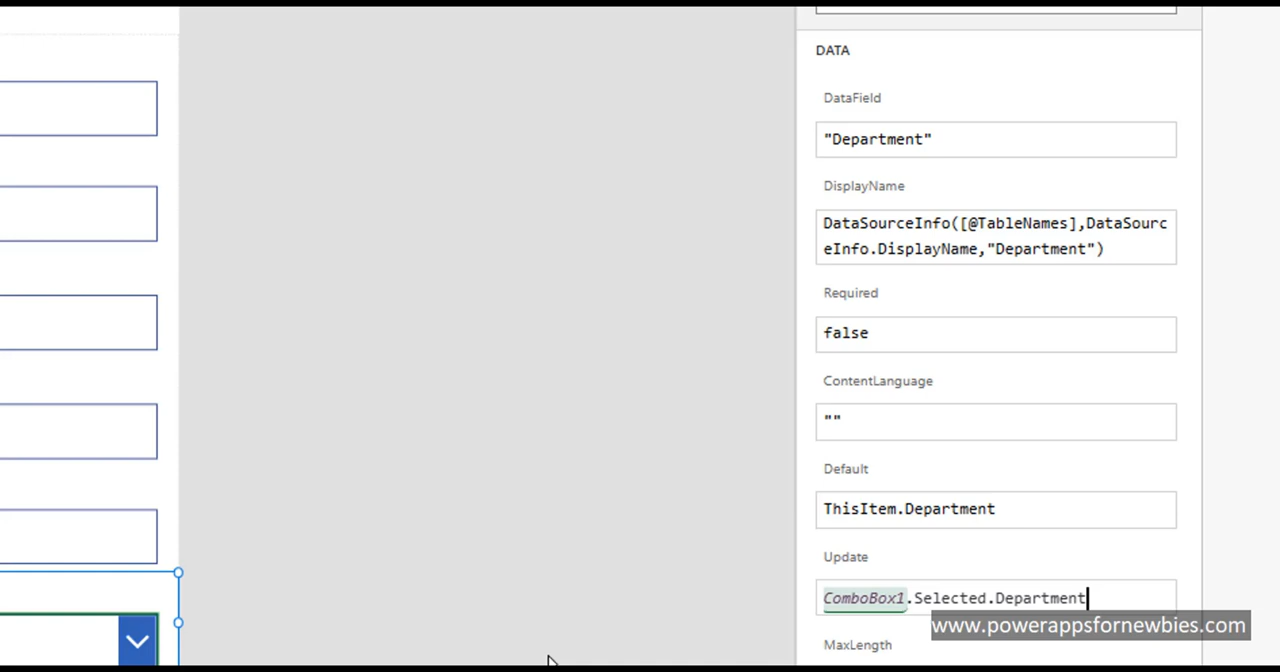 DATA
DataField
"Department"
DisplayName
DataSourceInfo([@TableNames],DataSourc
eInfo.DisplayName,"Department")
Required
false
ContentLanguage
""
Default
ThisItem.Department
Update
ComboBox1.Selected.Department
www.powerappsfornewbies.com
MaxLength